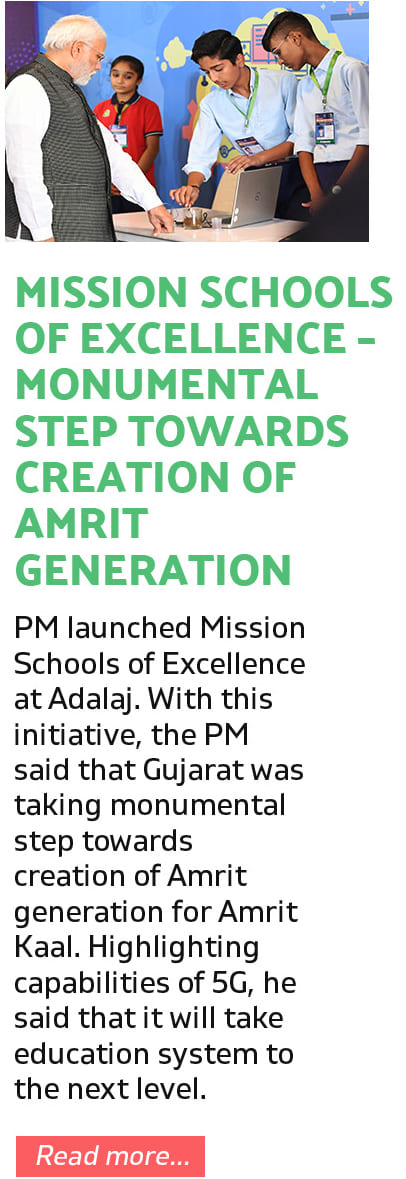 MISSION SCHOOLS
OF EXCELLENCE –
MONUMENTAL
STEP TOWARDS
CREATION OF
AMRIT
GENERATION
PM launched Mission
Schools of Excellence
at Adalaj. With this
initiative, the PM
said that Gujarat was
taking monumental
step towards
creation of Amrit
generation for Amrit
Kaal. Highlighting
capabilities of 5G, he
said that it will take
education system to
the next level.
Read more...